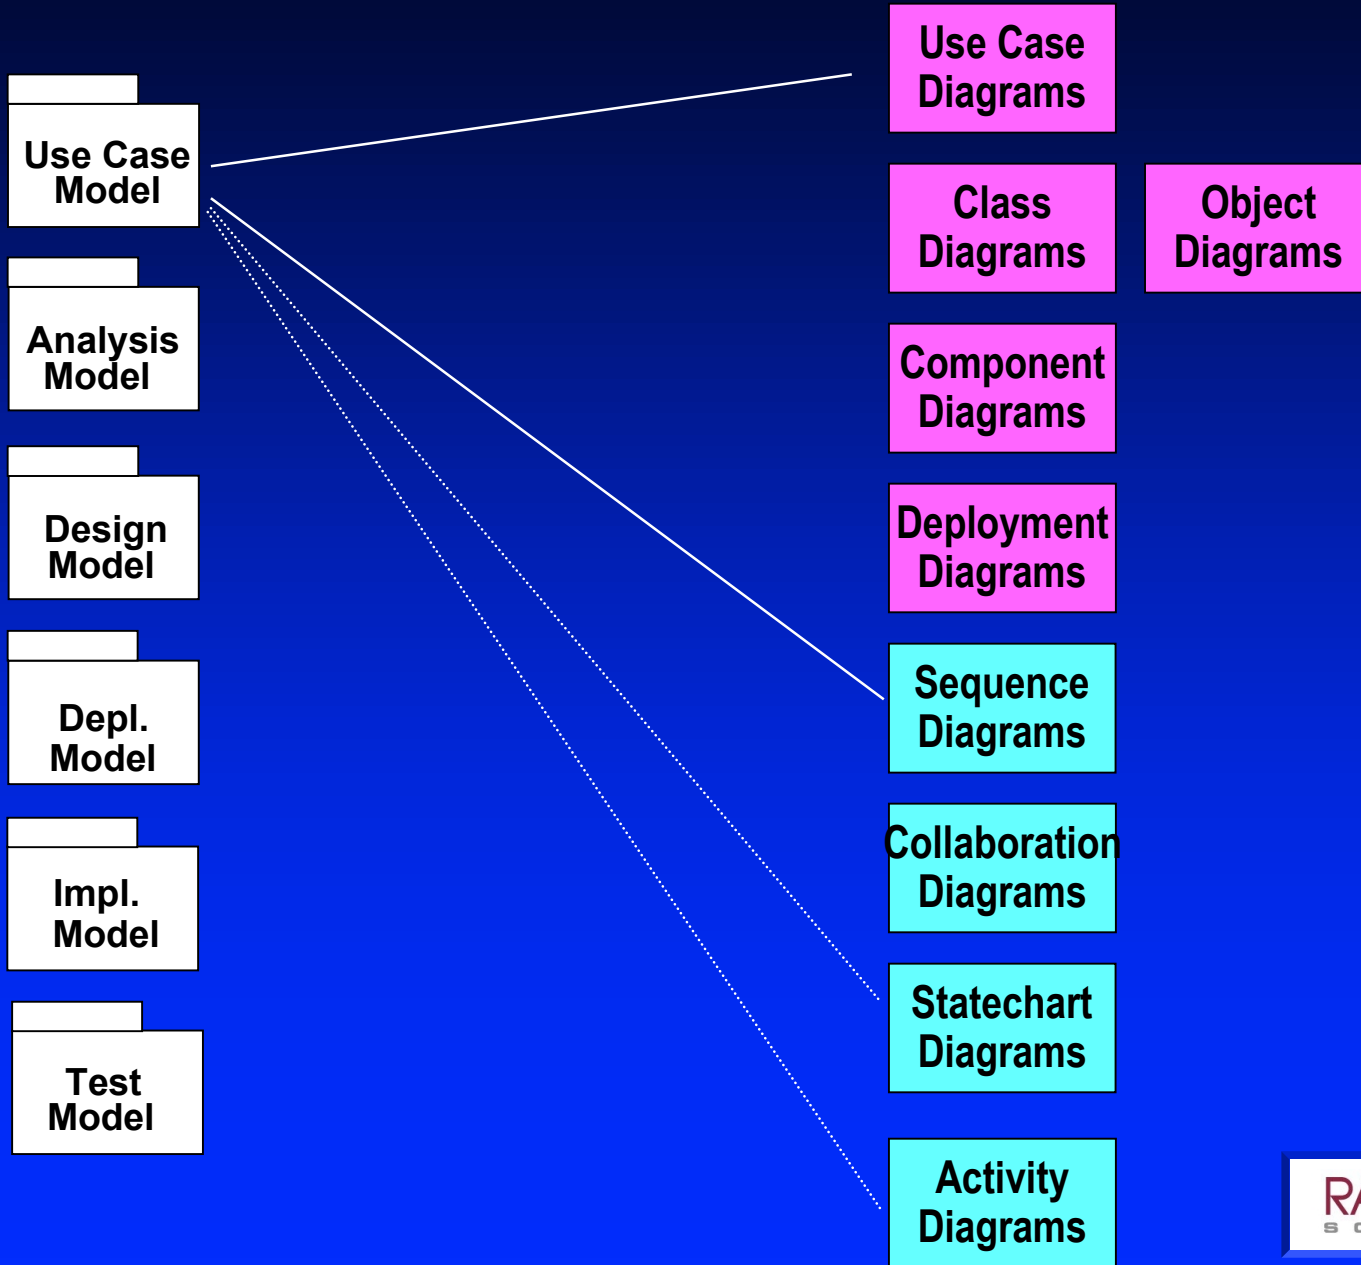 Use Case
Model
Analysis
Model
Design
Model
Depl.
Model
Impl.
Model
Test
Model
Use Case
Diagrams
Class
Diagrams
Object
Diagrams
Component
Diagrams
Deployment
Diagrams
Sequence
Diagrams
Collaboration
Diagrams
Statechart
Diagrams
Activity
Diagrams